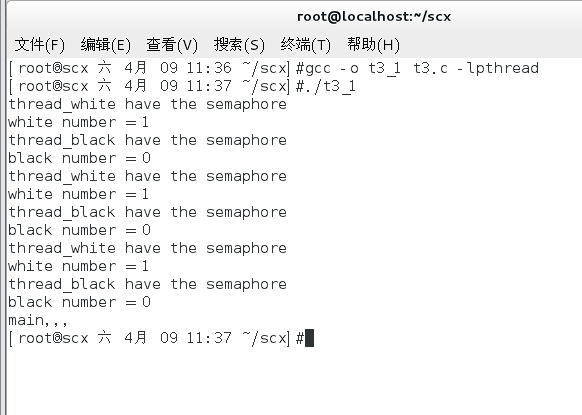 root@localhost:~/scx
文件(F) 编辑(E) 查看(V) 搜索(S) 终端(T) 帮助(H)
[root@scx 六 4月 09 11:36 ~/scx]#gcc -o t3_1 t3.c -lpthread
[root@scx 六 4月 09 11:37 ~/scx]#./t3_1
thread_white have the semaphore
white number = 1
thread_black have the semaphore
black number = 0
thread_white have the semaphore
white number = 1
thread_black have the semaphore
black number = 0
thread_white have the semaphore
white number = 1
thread_black have the semaphore
black number = 0
main,,,
[root@scx 六 4月 09 11:37 ~/scx]#